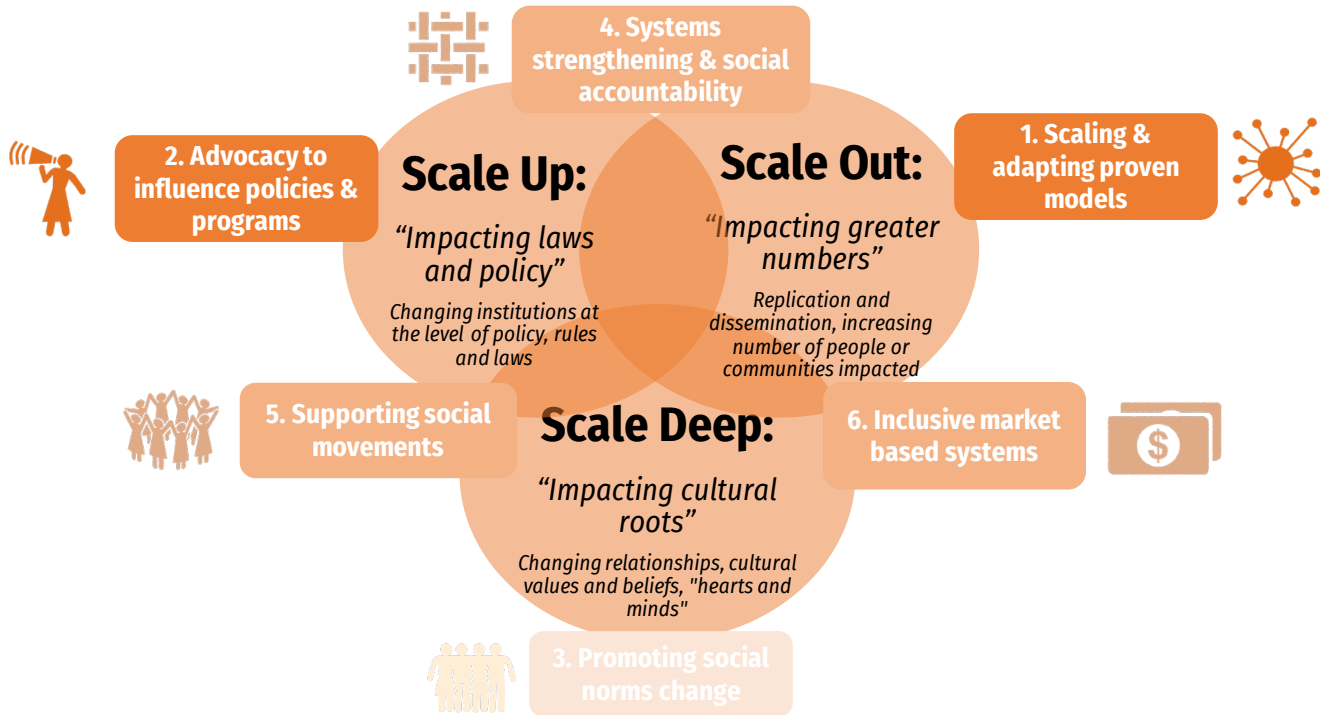 4. Systems
strengthening & social
accountability
1. Scaling &
adapting proven
models
2. Advocacy to
influence policies &
programs
Scale Up:
“Impacting laws
and policy”
Changing institutions at
the level of policy, rules
and laws
Scale Out:
“Impacting greater
numbers”
Replication and
dissemination, increasing
number of people or
communities impacted
5. Supporting social
movements
6. Inclusive market
based systems
$
Scale Deep:
“Impacting cultural
roots”
Changing relationships, cultural
values and beliefs, "hearts and
minds"
3. Promoting social
norms change